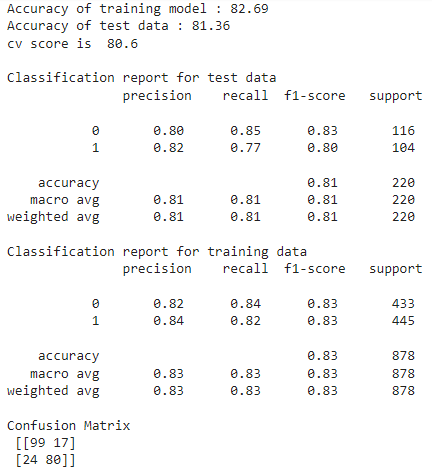 Accuracy of training model : 82.69
Accuracy of test data : 81.36
cv score is  80.6
Classification report for test data
precision    recall  f1-score   support
0       0.80      0.85      0.83       116
1       0.82      0.77      0.80       104
accuracy                           0.81       220
macro avg       0.81      0.81      0.81       220
weighted avg       0.81      0.81      0.81       220
Classification report for training data
precision    recall  f1-score   support
0       0.82      0.84      0.83       433
1       0.84      0.82      0.83       445
accuracy                           0.83       878
macro avg       0.83      0.83      0.83       878
weighted avg       0.83      0.83      0.83       878
Confusion Matrix
[[99 17]
[24 80]]